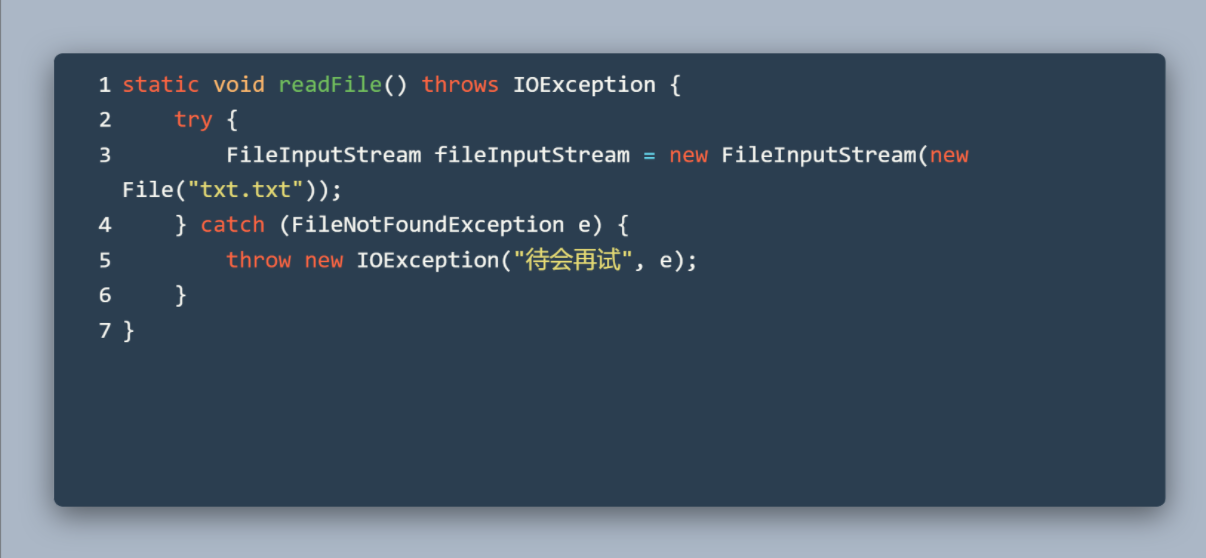 1 static void readFile() throws IOException {
2     try {
3         FileInputStream fileInputStream = new FileInputStream(new
File("txt.txt"));
4     } catch (FileNotFoundException e) {
5         throw new IOException("待会再试", e);
6     }
7 }